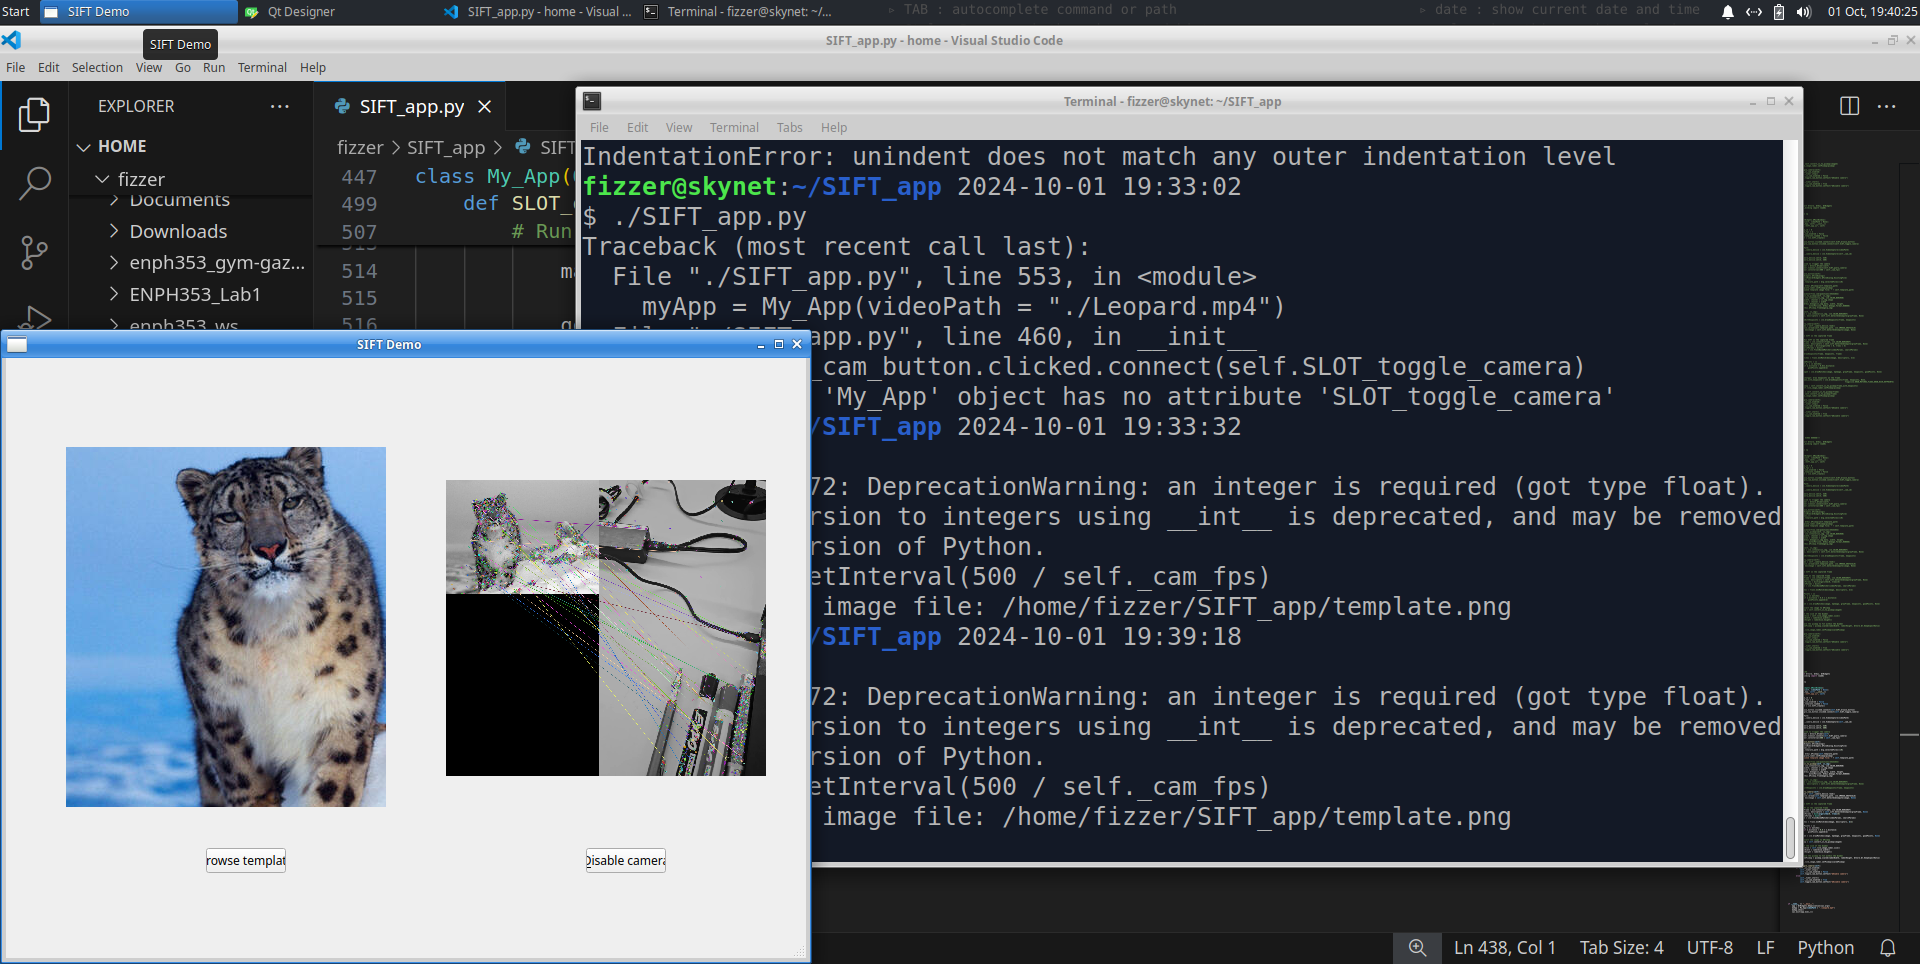 Start
SIFT Demo
Qt Designer
SIFT_app.py - home - Visual ...
Terminal - fizzer@skynet: ~/...
▹ TAB : autocomplete command or path
▹ date : show current date and time
01 Oct, 19:40:25
SIFT Demo
SIFT_app.py - home - Visual Studio Code
File Edit Selection View Go Run Terminal Help
EXPLORER
SIFT_app.py
HOME
fizzer
Documents
Downloads
enph353_gym-gaz...
ENPH353_Lab1
enph353_ws
fizzer > SIFT_app > SIFT
447 class My_App(
499 def SLOT_
507 # Run
514 ma
515
516
Terminal - fizzer@skynet: ~/SIFT_app
File Edit View Terminal Tabs Help
IndentationError: unindent does not match any outer indentation level
fizzer@skynet:~/SIFT_app 2024-10-01 19:33:02
$ ./SIFT_app.py
Traceback (most recent call last):
File "./SIFT_app.py", line 553, in <module>
myApp = My_App(videoPath = "./Leopard.mp4")
app.py", line 460, in __init__
_cam_button.clicked.connect(self.SLOT_toggle_camera)
'My_App' object has no attribute 'SLOT_toggle_camera'
/SIFT_app 2024-10-01 19:33:32
72: DeprecationWarning: an integer is required (got type float).
rsion to integers using __int__ is deprecated, and may be removed
rsion of Python.
etInterval(500 / self._cam_fps)
image file: /home/fizzer/SIFT_app/template.png
/SIFT_app 2024-10-01 19:39:18
72: DeprecationWarning: an integer is required (got type float).
rsion to integers using __int__ is deprecated, and may be removed
rsion of Python.
etInterval(500 / self._cam_fps)
image file: /home/fizzer/SIFT_app/template.png
SIFT Demo
rowse templat
Disable camera
Ln 438, Col 1
Tab Size: 4
UTF-8
LF
Python